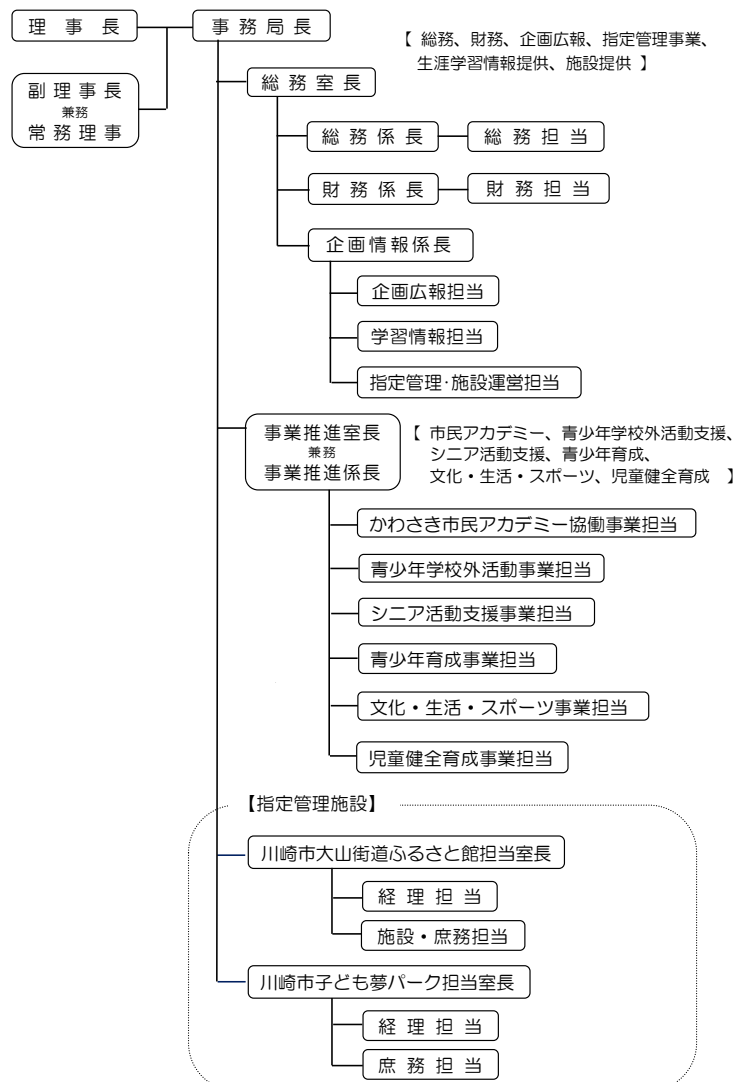 理事長
事務局長
【 総務、財務、企画広報、指定管理事業、
生涯学習情報提供、施設提供 】
副理事長
兼務
常務理事
総務室長
総務係長
総務担当
財務係長
財務担当
企画情報係長
企画広報担当
学習情報担当
指定管理・施設運営担当
事業推進室長
兼務
事業推進係長
【 市民アカデミー、青少年学校外活動支援、
シニア活動支援、青少年育成、
文化・生活・スポーツ、児童健全育成 】
かわさき市民アカデミー協働事業担当
青少年学校外活動事業担当
シニア活動支援事業担当
青少年育成事業担当
文化・生活・スポーツ事業担当
児童健全育成事業担当
【指定管理施設】
川崎市大山街道ふるさと館担当室長
経理担当
施設・庶務担当
川崎市子ども夢パーク担当室長
経理担当
庶務担当